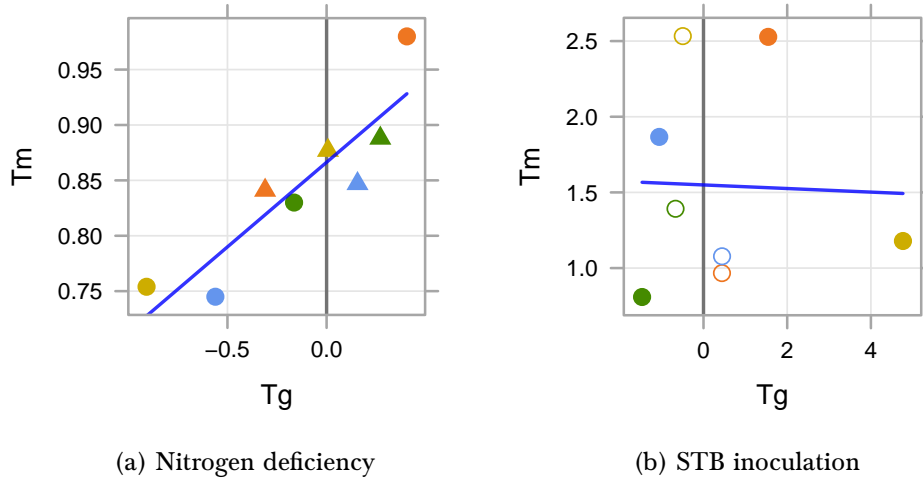 0.95
0.90
0.85
0.80
0.75
Tm
−0.5
0.0
Tg
(a) Nitrogen deficiency
2.5
2.0
1.5
1.0
Tm
0
2
4
Tg
(b) STB inoculation